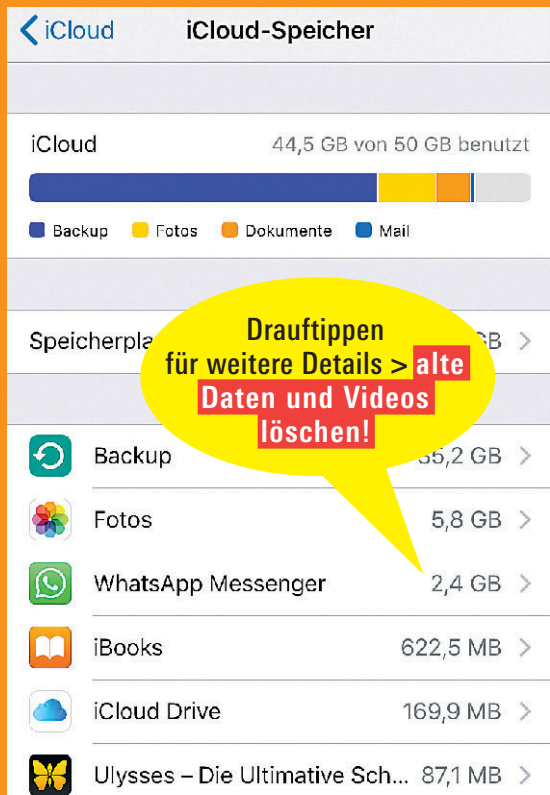 iCloud
iCloud-Speicher
iCloud
44,5 GB von 50 GB benutzt
Backup Fotos Dokumente Mail
Drauftippen
für weitere Details > alte
Daten und Videos
löschen!
GB
Backup
35,2 GB
Fotos
5,8 GB
WhatsApp Messenger
2,4 GB
iBooks
622,5 MB
iCloud Drive
169,9 MB
Ulysses – Die Ultimative Sch... 87,1 MB